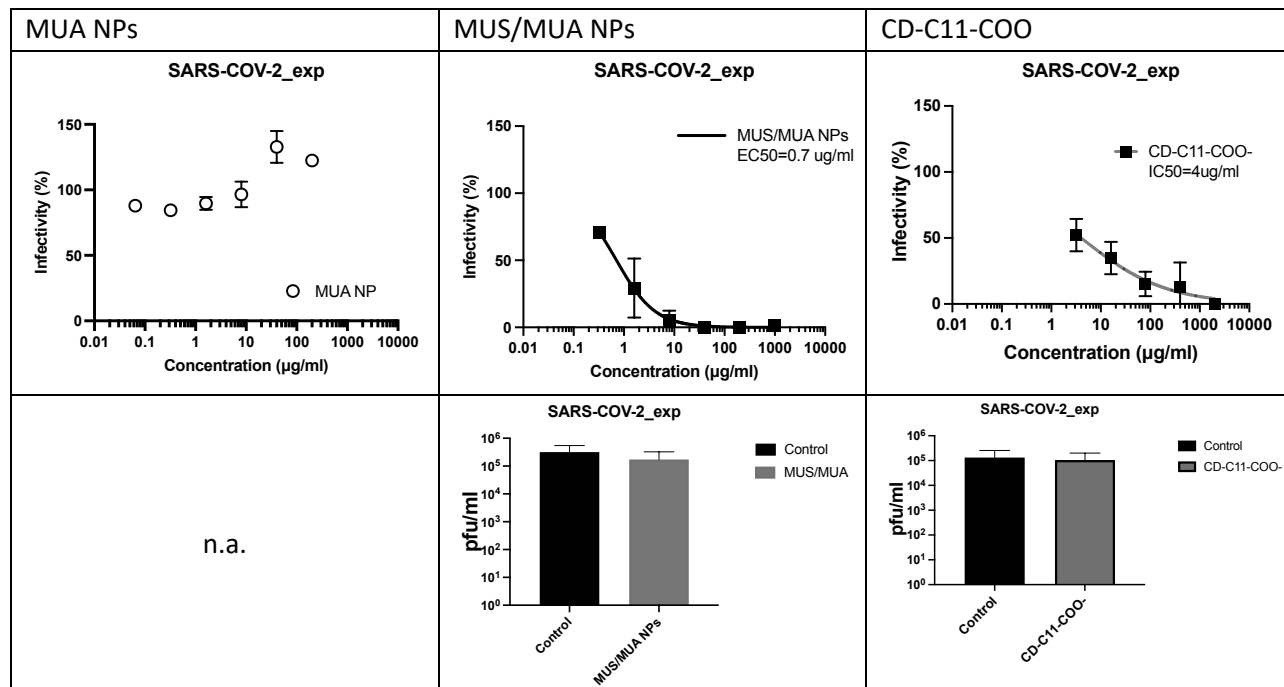 MUA NPs
MUS/MUA NPs
CD-C11-COO
SARS-COV-2_exp
150
100
50
0
Infectivity (%)
0.01 0.1 1 10 100 1000 10000
Concentration (µg/ml)
MUA NP
SARS-COV-2_exp
150
100
50
0
Infectivity (%)
0.01 0.1 1 10 100 1000 10000
Concentration (µg/ml)
MUS/MUA NPs
EC50=0.7 ug/ml
SARS-COV-2_exp
150
100
50
0
Infectivity (%)
0.01 0.1 1 10 100 1000 10000
Concentration (µg/ml)
CD-C11-COO-
IC50=4ug/ml
n.a.
SARS-COV-2_exp
10⁶
10⁵
10⁴
10³
10²
10¹
10⁰
pfu/ml
Control
MUS/MUA NPs
Control
MUS/MUA
SARS-COV-2_exp
10⁶
10⁵
10⁴
10³
10²
10¹
10⁰
pfu/ml
Control
CD-C11-COO-
Control
CD-C11-COO-